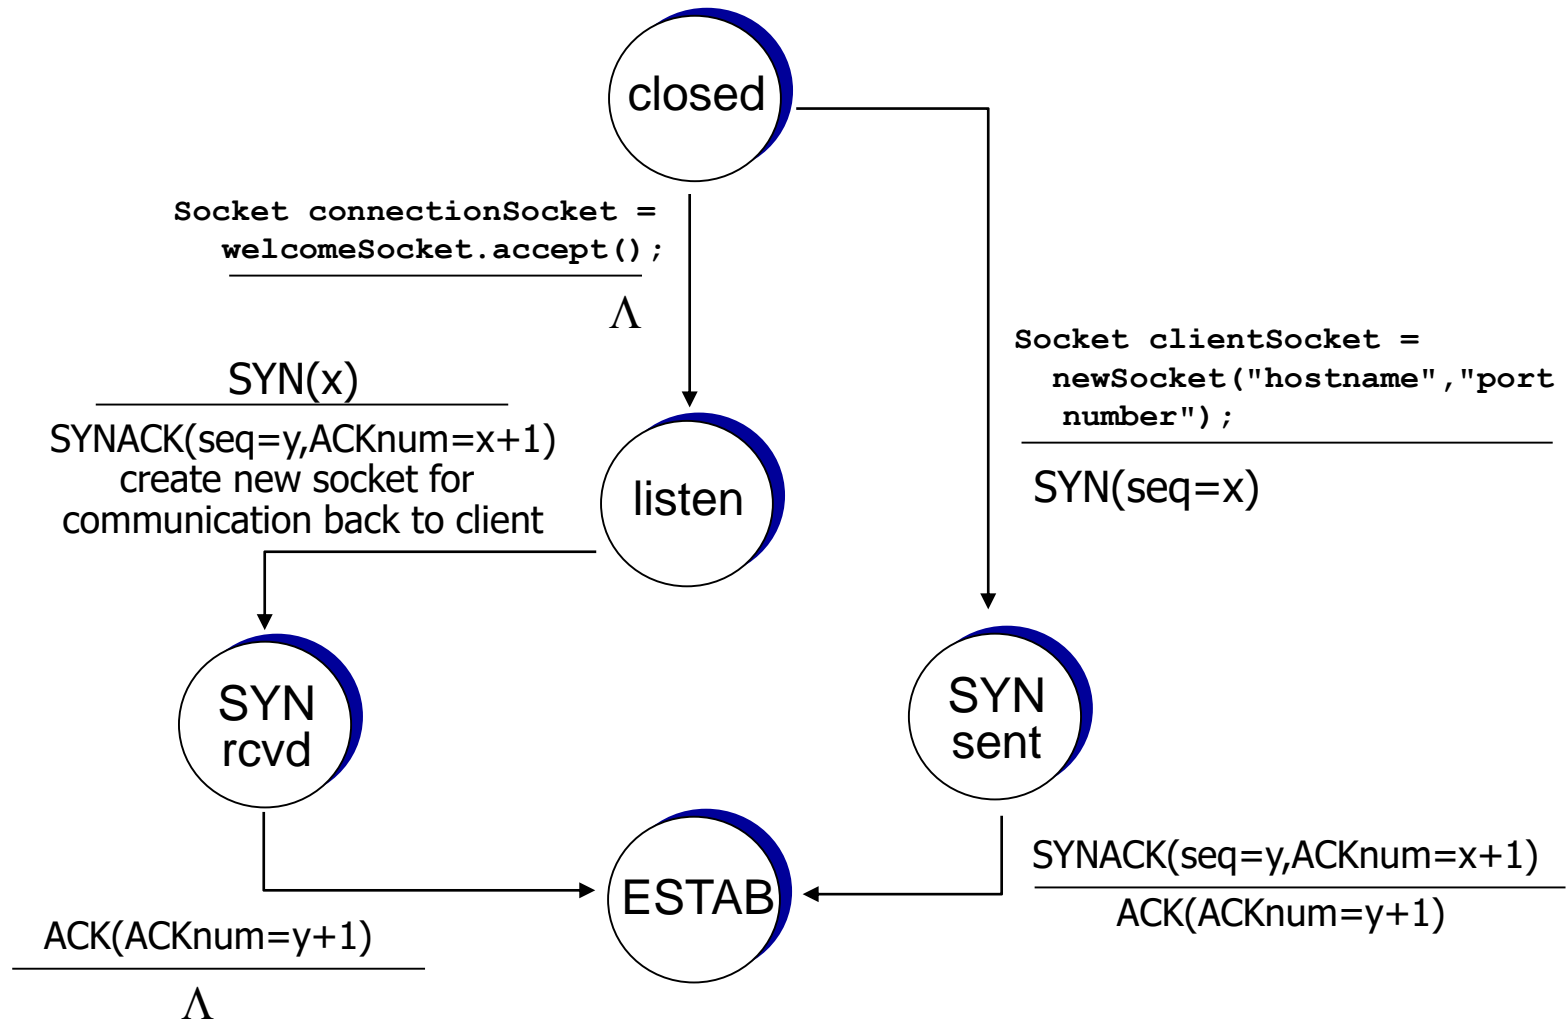 closed
Socket connectionSocket =
welcomeSocket.accept();
Λ
Socket clientSocket =
newSocket("hostname","port
number");
SYN(seq=x)
SYN(x)
SYNACK(seq=y,ACKnum=x+1)
create new socket for
communication back to client
listen
SYN
rcvd
SYN
sent
ESTAB
SYNACK(seq=y,ACKnum=x+1)
ACK(ACKnum=y+1)
ACK(ACKnum=y+1)
Λ